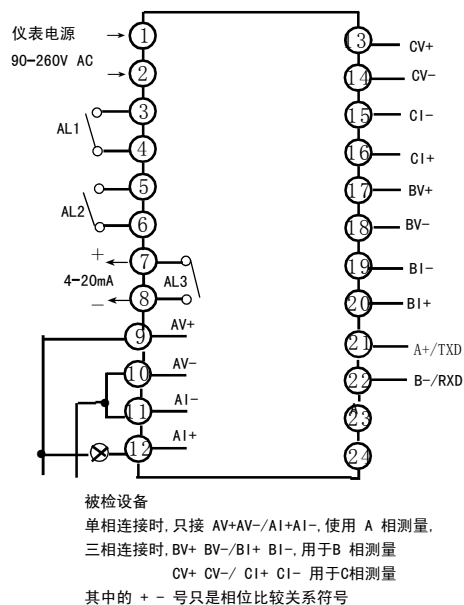 仪表电源
90-260V AC
1
2
3
AL1
4
5
AL2
6
+
7
4-20mA
AL3
−
8
9
AV+
10
AV-
11
AI-
12
AI+
13
CV+
14
CV-
15
CI-
16
CI+
17
BV+
18
BV-
19
BI-
20
BI+
21
A+/TXD
22
B-/RXD
A
23
24
被检设备
单相连接时,只接 AV+AV-/AI+AI-,使用 A 相测量,
三相连接时,BV+ BV-/BI+ BI-,用于B 相测量
CV+ CV-/ CI+ CI- 用于C相测量
其中的 + - 号只是相位比较关系符号